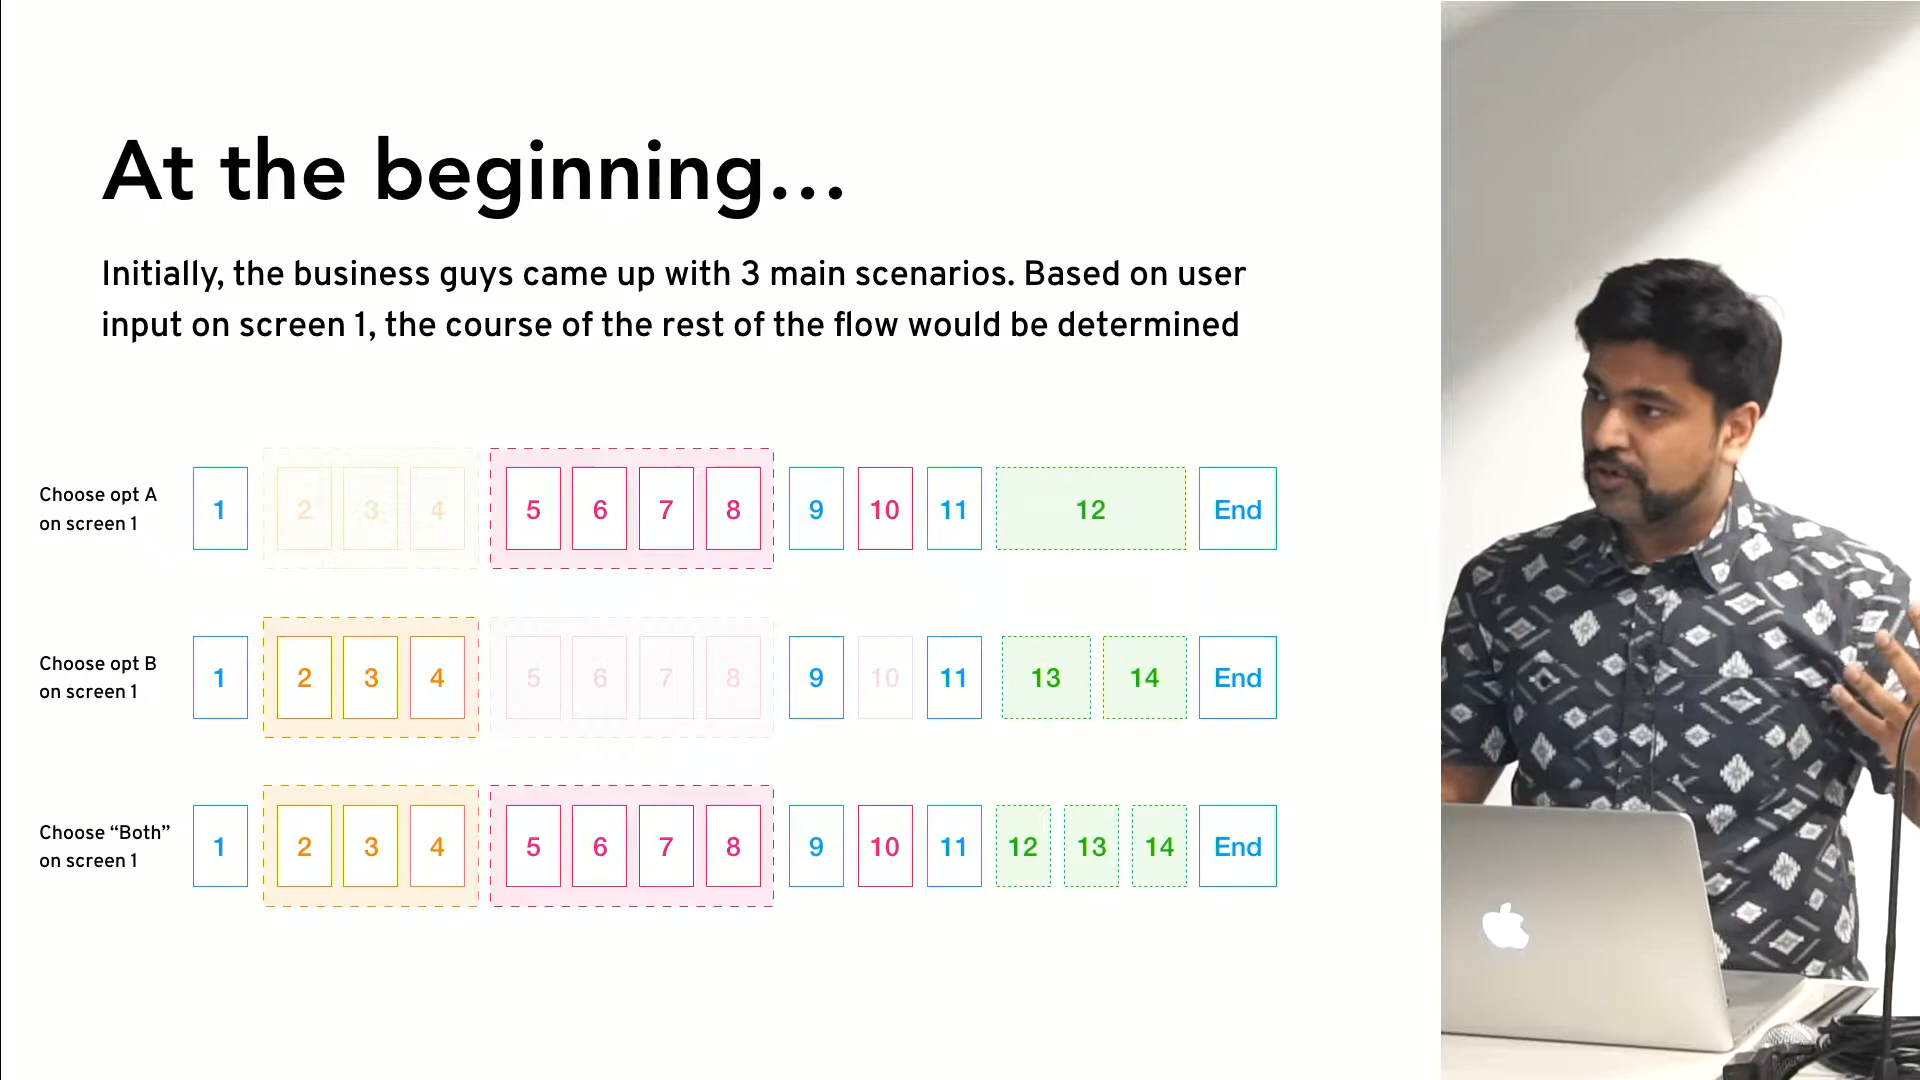 At the beginning...
Initially, the business guys came up with 3 main scenarios. Based on user
input on screen 1, the course of the rest of the flow would be determined
Choose opt A
on screen 1
1 2 3 4 5 6 7 8 9 10 11 12 End
Choose opt B
on screen 1
1 2 3 4 5 6 7 8 9 10 11 13 14 End
Choose “Both”
on screen 1
1 2 3 4 5 6 7 8 9 10 11 12 13 14 End